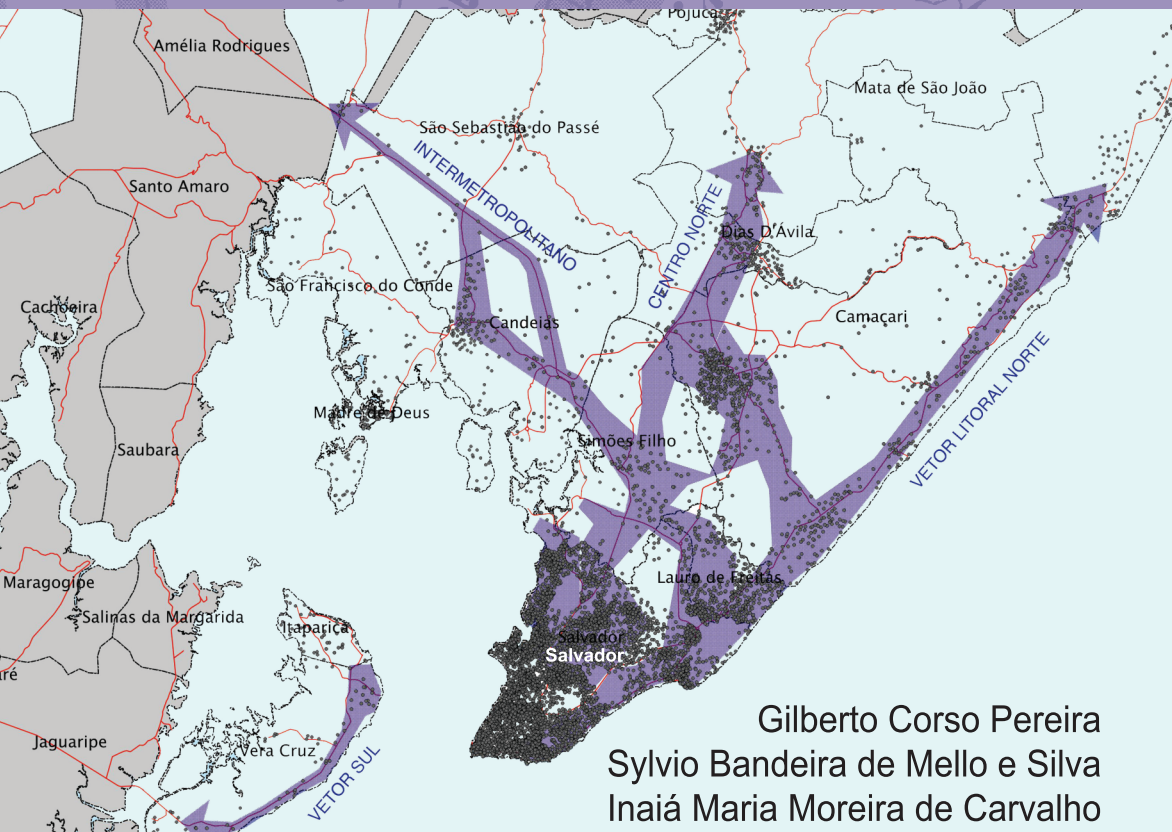 Pojuca
Amélia Rodrigues
Mata de São João
São Sebastião do Passé
INTERMETROPOLITANO
Santo Amaro
CENTRO NORTE
Dias D'Ávila
São Francisco do Conde
Cachoeira
Candeias
Camaçari
VETOR LITORAL NORTE
Madre de Deus
Simões Filho
Saubara
Maragogipe
Lauro de Freitas
Salinas da Margarida
Itaparica
Salvador
Salvador
ré
Jaguaripe
Vera Cruz
VETOR SUL
Gilberto Corso Pereira
Sylvio Bandeira de Mello e Silva
Inaiá Maria Moreira de Carvalho